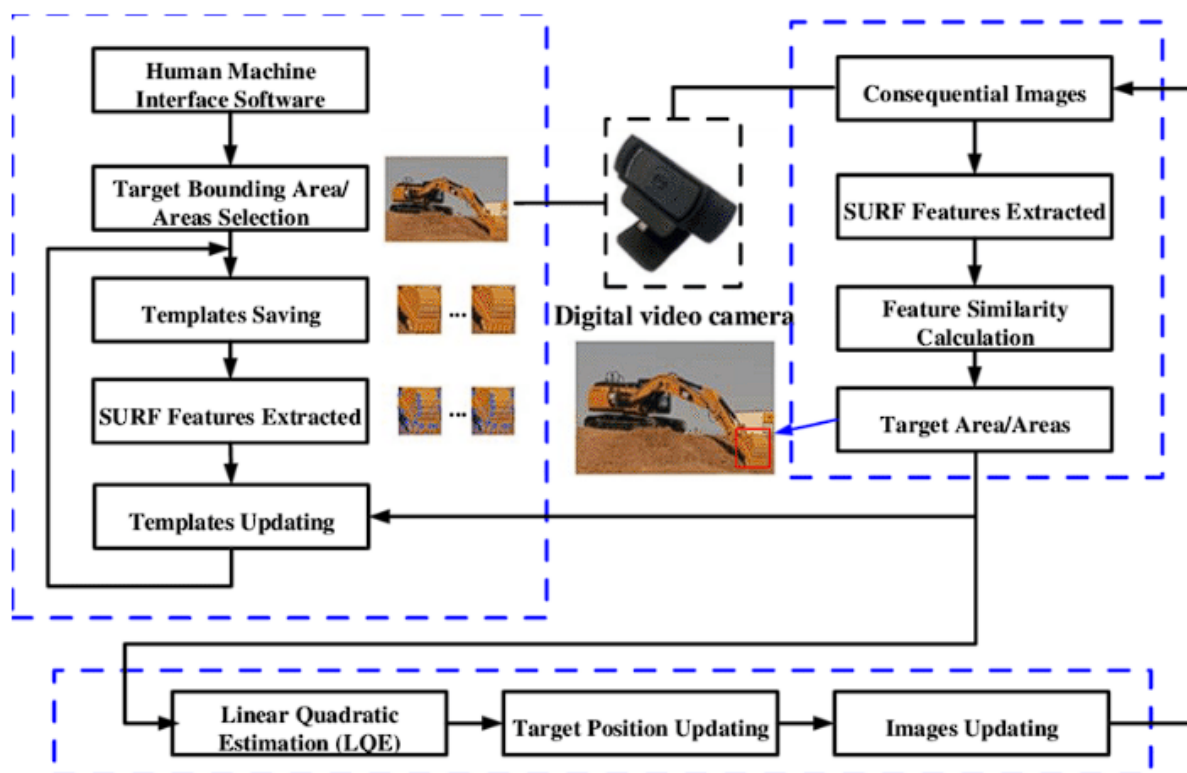 Human Machine
Interface Software
Target Bounding Area/
Areas Selection
Templates Saving
...
SURF Features Extracted
...
Templates Updating
Digital video camera
Consequential Images
SURF Features Extracted
Feature Similarity
Calculation
Target Area/Areas
Linear Quadratic
Estimation (LQE)
Target Position Updating
Images Updating